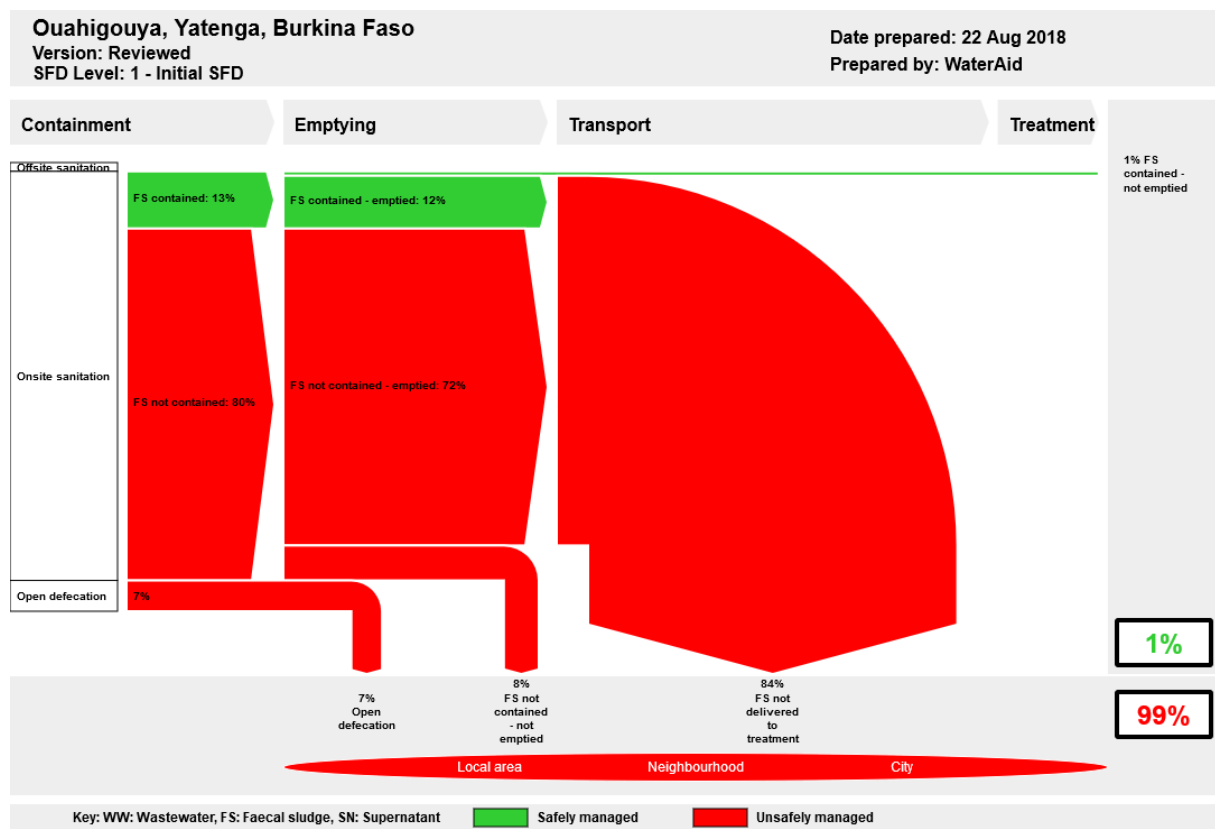 Ouahigouya, Yatenga, Burkina Faso
Version: Reviewed
SFD Level: 1 - Initial SFD
Date prepared: 22 Aug 2018
Prepared by: WaterAid
Containment
Emptying
Transport
Treatment
Offsite sanitation
FS contained: 13%
FS contained - emptied: 12%
1% FS
contained -
not emptied
Onsite sanitation
FS not contained: 80%
FS not contained - emptied: 72%
Open defecation
7%
1%
7%
Open
defecation
8%
FS not
contained
- not
emptied
84%
FS not
delivered
to
treatment
99%
Local area
Neighbourhood
City
Key: WW: Wastewater, FS: Faecal sludge, SN: Supernatant
Safely managed
Unsafely managed